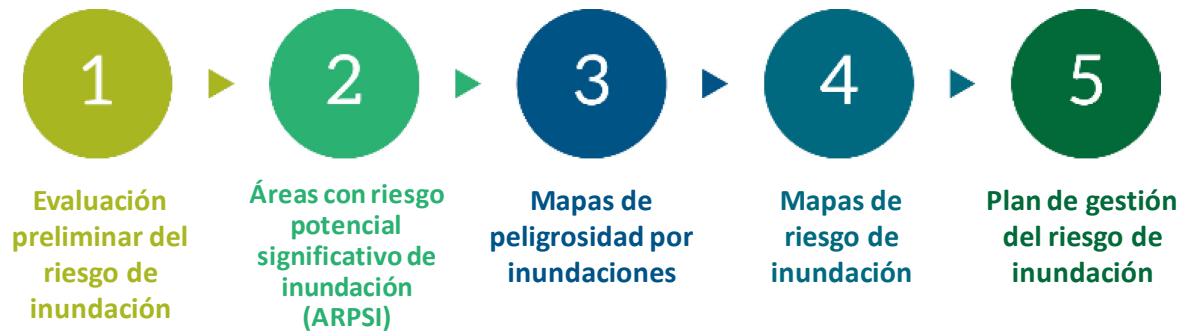 1
Evaluación
preliminar del
riesgo de
inundación
2
Áreas con riesgo
potencial
significativo de
inundación
(ARPSI)
3
Mapas de
peligrosidad por
inundaciones
4
Mapas de
riesgo de
inundación
5
Plan de gestión
del riesgo de
inundación